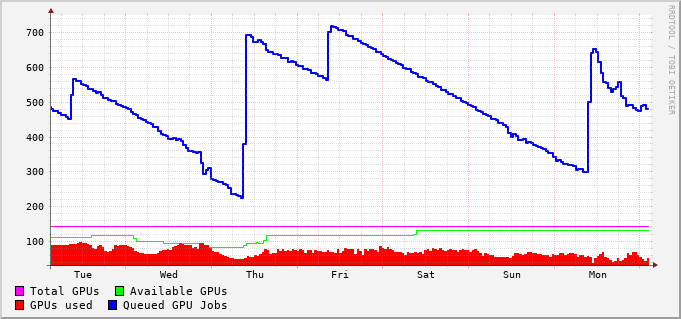 RRDTOOL / TOBI OETIKER
700
600
500
400
300
200
100
Tue Wed Thu Fri Sat Sun Mon
Total GPUs Available GPUs
GPUs used Queued GPU Jobs